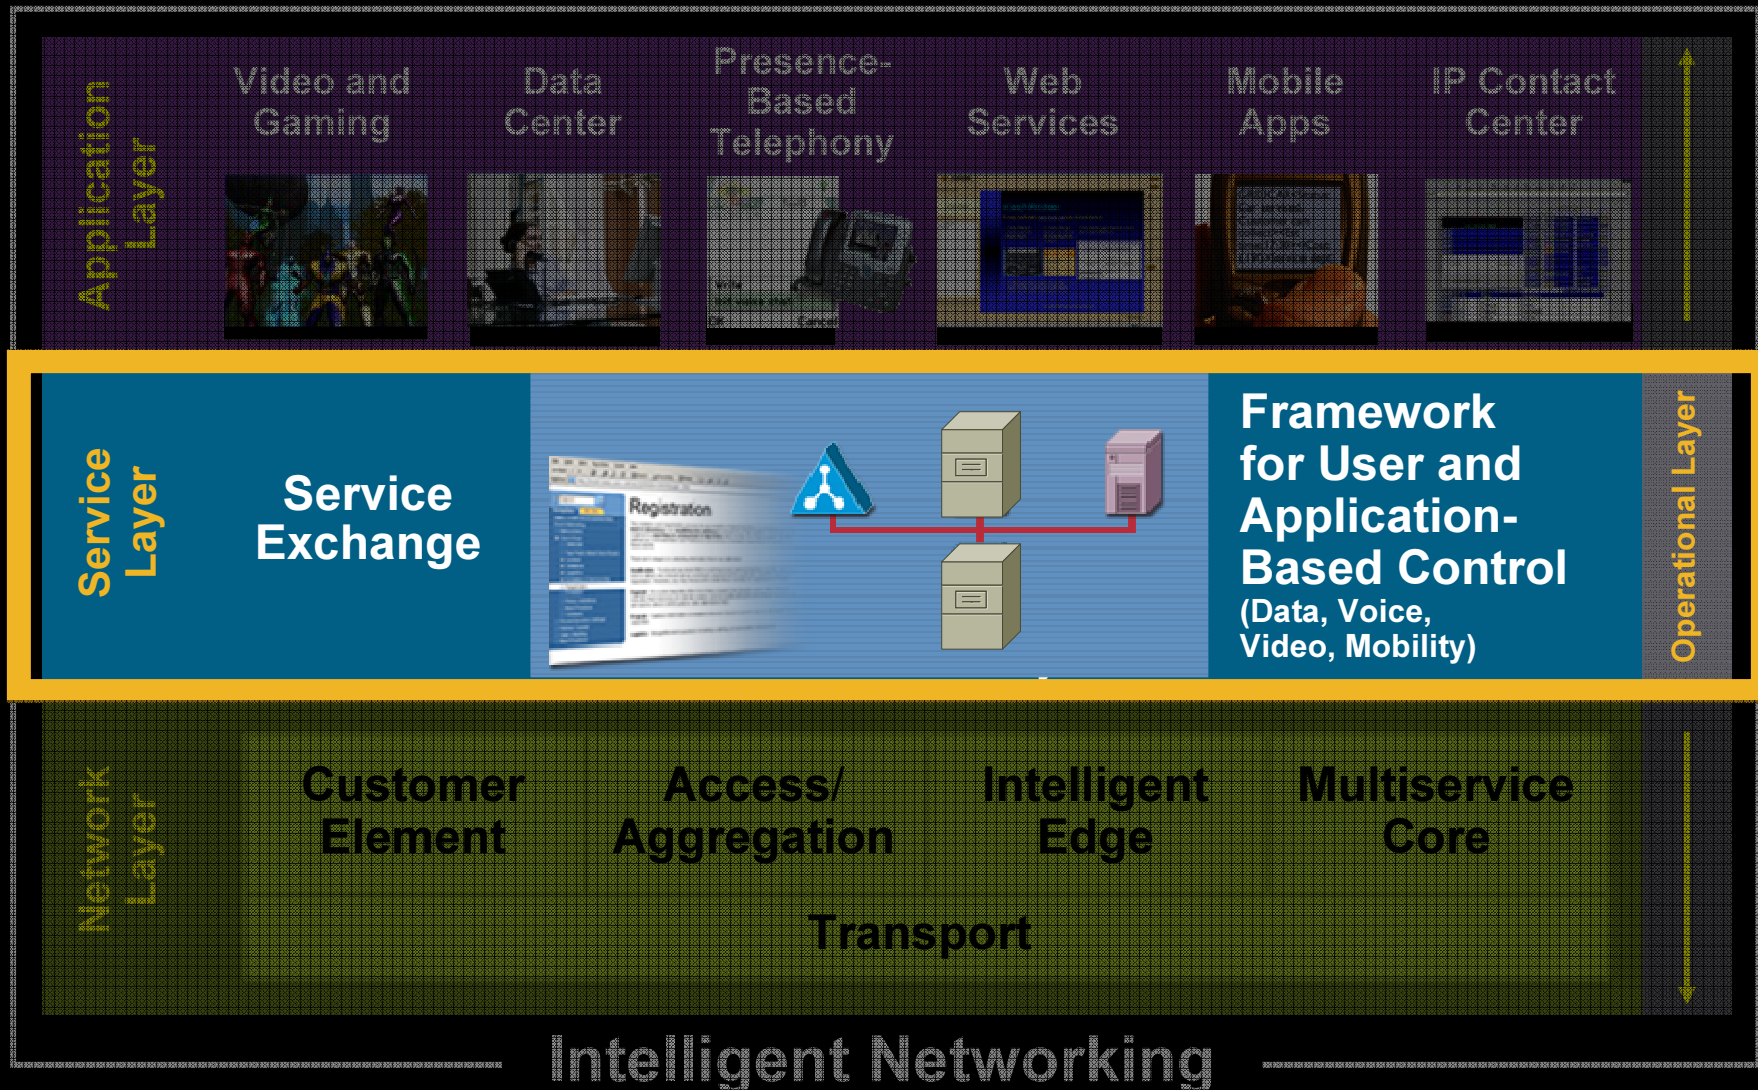 Application
Layer
Video and
Gaming
Data
Center
Presence-
Based
Telephony
Web
Services
Mobile
Apps
IP Contact
Center
Service
Layer
Service
Exchange
Registration
Framework
for User and
Application-
Based Control
(Data, Voice,
Video, Mobility)
Operational Layer
Network
Layer
Customer
Element
Access/
Aggregation
Intelligent
Edge
Multiservice
Core
Transport
Intelligent Networking